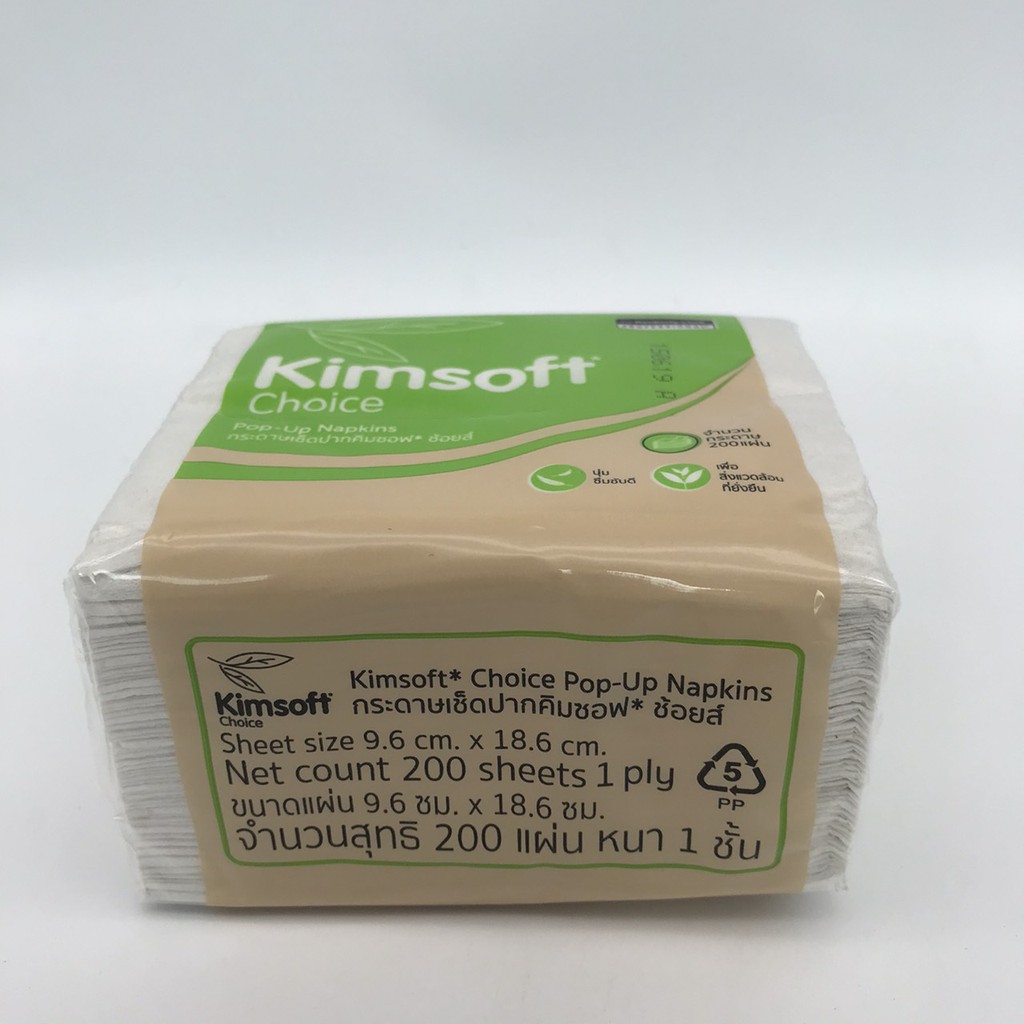 Kimsoft*
Choice
Pop-Up Napkins
กระดาษเช็ดปากคิมซอฟ* ช้อยส์
150619 A
จำนวน
กระดาษ
200แผ่น
นุ่ม
ซึมซับดี
เพื่อ
สิ่งแวดล้อม
ที่ยั่งยืน
Kimsoft*
Choice
Kimsoft* Choice Pop-Up Napkins
กระดาษเช็ดปากคิมซอฟ* ช้อยส์
Sheet size 9.6 cm. x 18.6 cm.
Net count 200 sheets 1 ply
ขนาดแผ่น 9.6 ซม. x 18.6 ซม.
จำนวนสุทธิ 200 แผ่น หนา 1 ชั้น
5
PP